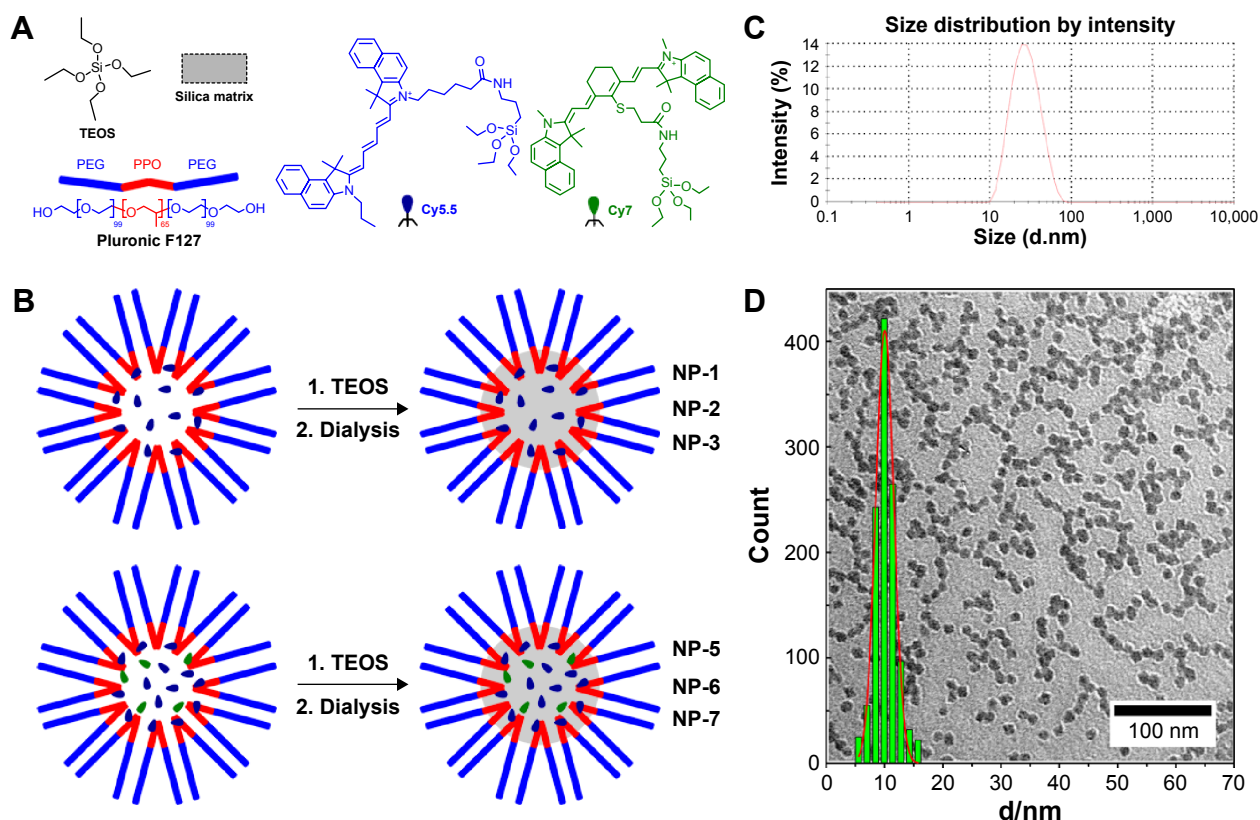 A
TEOS
Silica matrix
O
O
O
O
Si
PEG PPO PEG
HO O 99 O 65 O 99 O OH
Pluronic F127
N+
O
NH
Si
O
O
O
N
Cy5.5
N
N+
S
O
NH
Si
O
O
O
Cy7
B
1. TEOS
2. Dialysis
NP-1
NP-2
NP-3
1. TEOS
2. Dialysis
NP-5
NP-6
NP-7
C
Size distribution by intensity
Intensity (%)
14
12
10
8
6
4
2
0
0.1 1 10 100 1,000 10,000
Size (d.nm)
D
Count
400
300
200
100
0
100 nm
0 10 20 30 40 50 60 70
d/nm